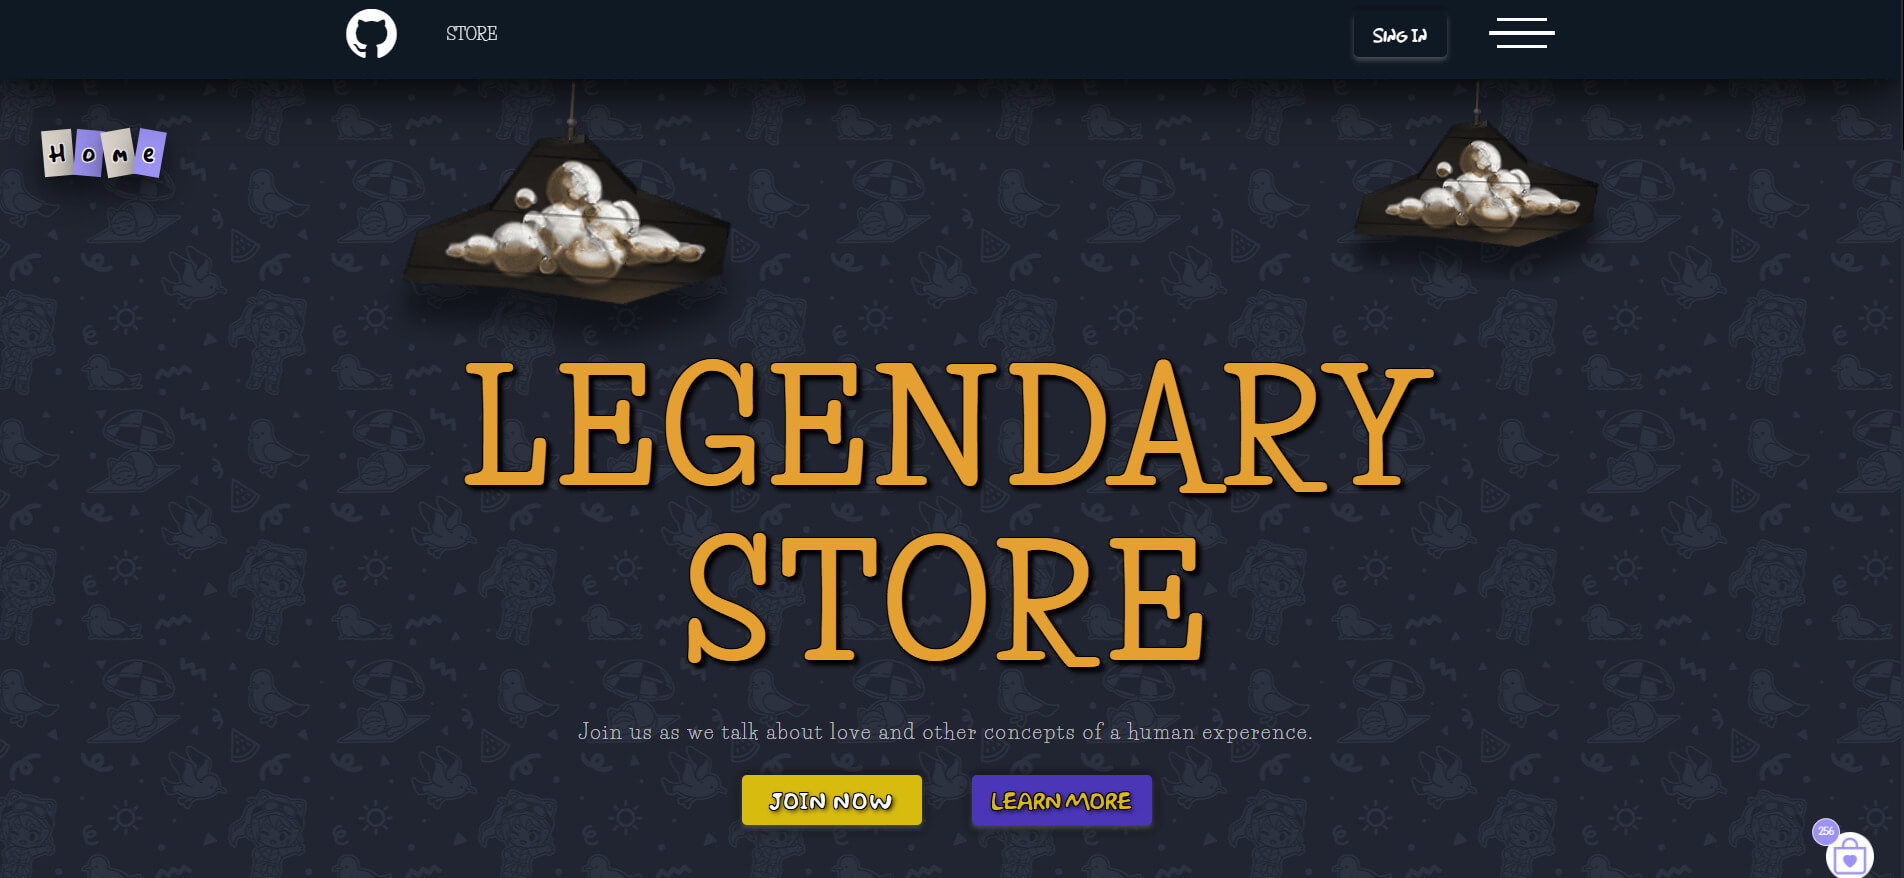 STORE
SING IN
Home
LEGENDARY
STORE
Join us as we talk about love and other concepts of a human experence.
JOIN NOW
LEARN MORE
256